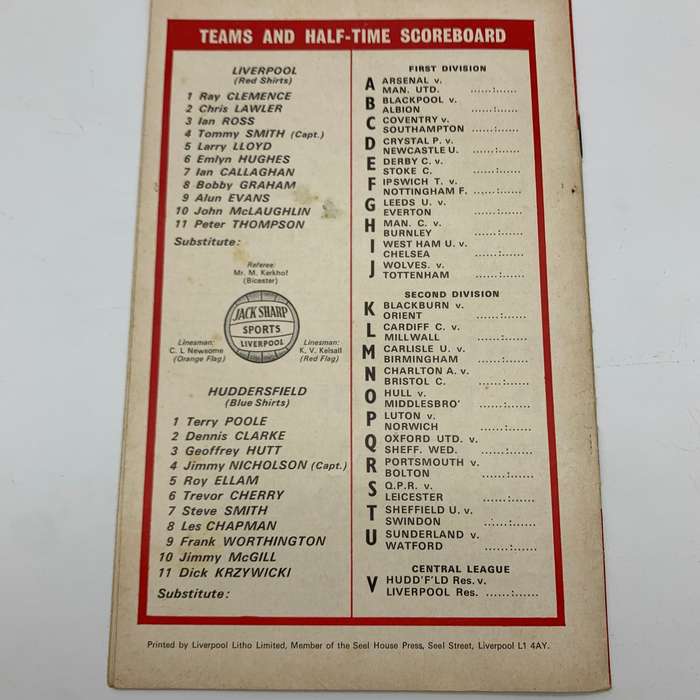 TEAMS AND HALF-TIME SCOREBOARD
LIVERPOOL
(Red Shirts)
1 Ray CLEMENCE
2 Chris LAWLER
3 Ian ROSS
4 Tommy SMITH (Capt.)
5 Larry LLOYD
6 Emlyn HUGHES
7 Ian CALLAGHAN
8 Bobby GRAHAM
9 Alun EVANS
10 John McLAUGHLIN
11 Peter THOMPSON
Substitute:
Referee:
Mr. M. Kerkhof
(Bicester)
JACK SHARP
SPORTS
LIVERPOOL
Linesman:
C. L Newsome
(Orange Flag)
Linesman:
K. V. Kelsall
(Red Flag)
HUDDERSFIELD
(Blue Shirts)
1 Terry POOLE
2 Dennis CLARKE
3 Geoffrey HUTT
4 Jimmy NICHOLSON (Capt.)
5 Roy ELLAM
6 Trevor CHERRY
7 Steve SMITH
8 Les CHAPMAN
9 Frank WORTHINGTON
10 Jimmy McGILL
11 Dick KRZYWICKI
Substitute:
FIRST DIVISION
A ARSENAL v.
MAN. UTD. ......:......
B BLACKPOOL v.
ALBION ......:......
C COVENTRY v.
SOUTHAMPTON ......:......
D CRYSTAL P. v.
NEWCASTLE U. ......:......
E DERBY C. v.
STOKE C. ......:......
F IPSWICH T. v.
NOTTINGHAM F. ......:......
G LEEDS U. v.
EVERTON ......:......
H MAN. C. v.
BURNLEY ......:......
I WEST HAM U. v.
CHELSEA ......:......
J WOLVES. v.
TOTTENHAM ......:......
SECOND DIVISION
K BLACKBURN v.
ORIENT ......:......
L CARDIFF C. v.
MILLWALL ......:......
M CARLISLE U. v.
BIRMINGHAM ......:......
N CHARLTON A. v.
BRISTOL C. ......:......
O HULL v.
MIDDLESBRO' ......:......
P LUTON v.
NORWICH ......:......
Q OXFORD UTD. v.
SHEFF. WED. ......:......
R PORTSMOUTH v.
BOLTON ......:......
S Q.P.R. v.
LEICESTER ......:......
T SHEFFIELD U. v.
SWINDON ......:......
U SUNDERLAND v.
WATFORD ......:......
CENTRAL LEAGUE
V HUDD'F'LD Res. v.
LIVERPOOL Res. ......:......
Printed by Liverpool Litho Limited, Member of the Seel House Press, Seel Street, Liverpool L1 4AY.